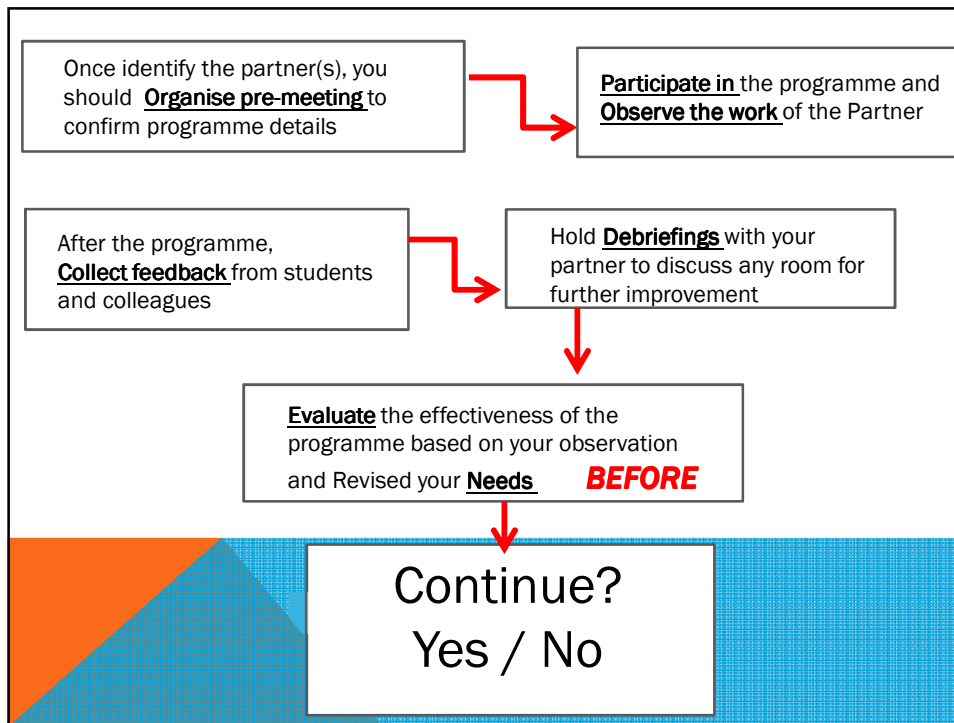 Once identify the partner(s), you
should Organise pre-meeting to
confirm programme details
Participate in the programme and
Observe the work of the Partner
After the programme,
Collect feedback from students
and colleagues
Hold Debriefings with your
partner to discuss any room for
further improvement
Evaluate the effectiveness of the
programme based on your observation
and Revised your Needs BEFORE
Continue?
Yes / No